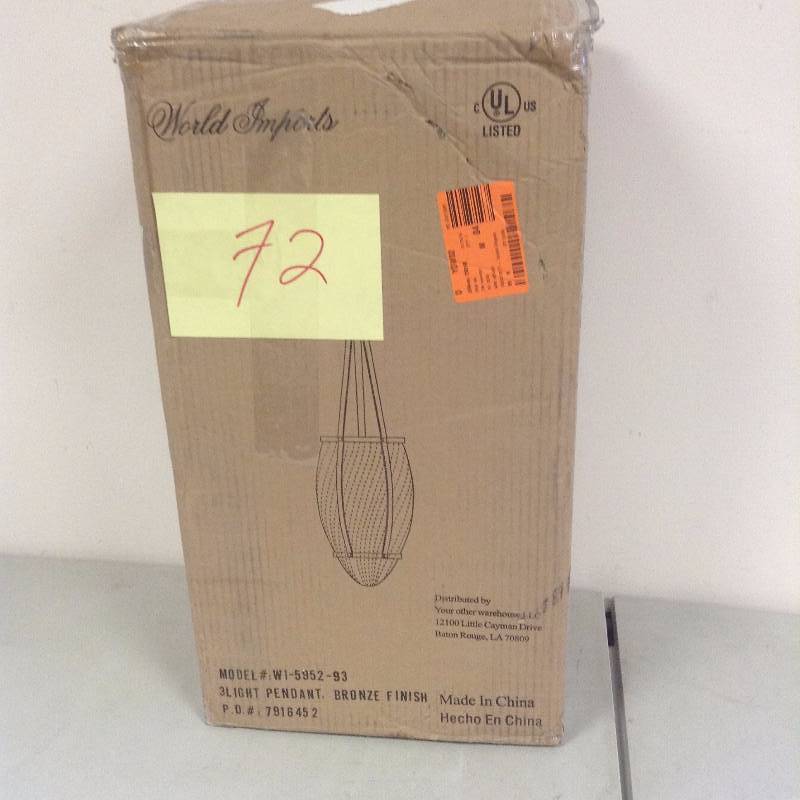 World Imports
C UL US
LISTED
72
Distributed by
Your other warehouse LLC
12100 Little Cayman Drive
Baton Rouge, LA 70809
MODEL#:WI-5952-93
3LIGHT PENDANT, BRONZE FINISH
P.O.#:7916452
Made In China
Hecho En China